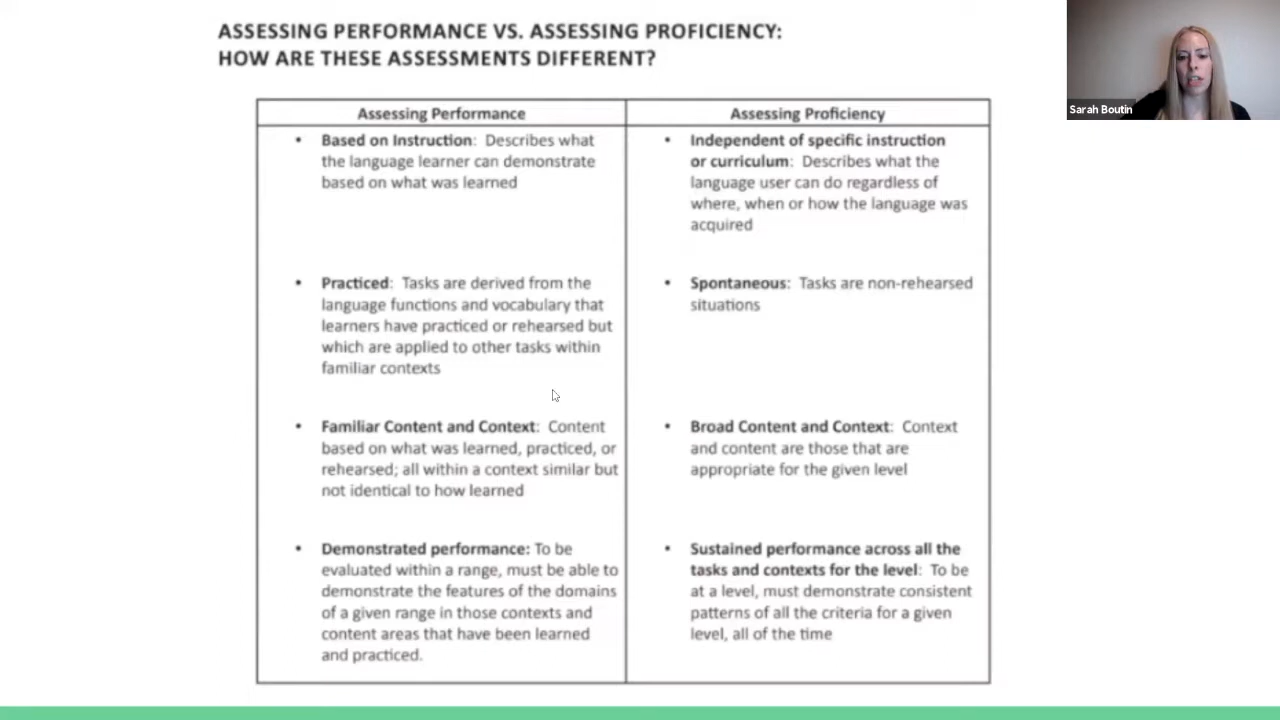 ASSESSING PERFORMANCE VS. ASSESSING PROFICIENCY:
HOW ARE THESE ASSESSMENTS DIFFERENT?
Sarah Boutin
Assessing Performance
• Based on Instruction: Describes what
the language learner can demonstrate
based on what was learned
• Practiced: Tasks are derived from the
language functions and vocabulary that
learners have practiced or rehearsed but
which are applied to other tasks within
familiar contexts
• Familiar Content and Context: Content
based on what was learned, practiced, or
rehearsed; all within a context similar but
not identical to how learned
• Demonstrated performance: To be
evaluated within a range, must be able to
demonstrate the features of the domains
of a given range in those contexts and
content areas that have been learned
and practiced.
Assessing Proficiency
• Independent of specific instruction
or curriculum: Describes what the
language user can do regardless of
where, when or how the language was
acquired
• Spontaneous: Tasks are non-rehearsed
situations
• Broad Content and Context: Context
and content are those that are
appropriate for the given level
• Sustained performance across all the
tasks and contexts for the level: To be
at a level, must demonstrate consistent
patterns of all the criteria for a given
level, all of the time